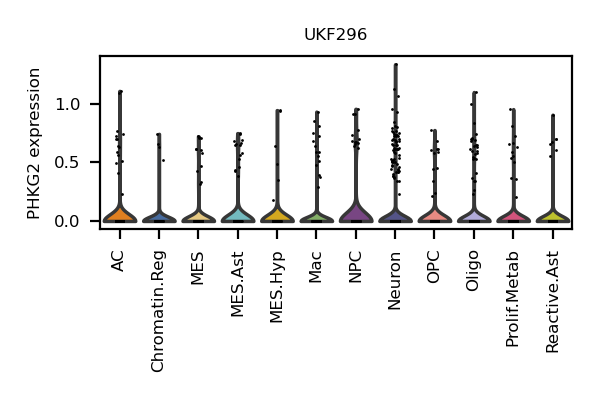 UKF296
PHKG2 expression
1.0
0.5
0.0
AC
Chromatin.Reg
MES
MES.Ast
MES.Hyp
Mac
NPC
Neuron
OPC
Oligo
Prolif.Metab
Reactive.Ast